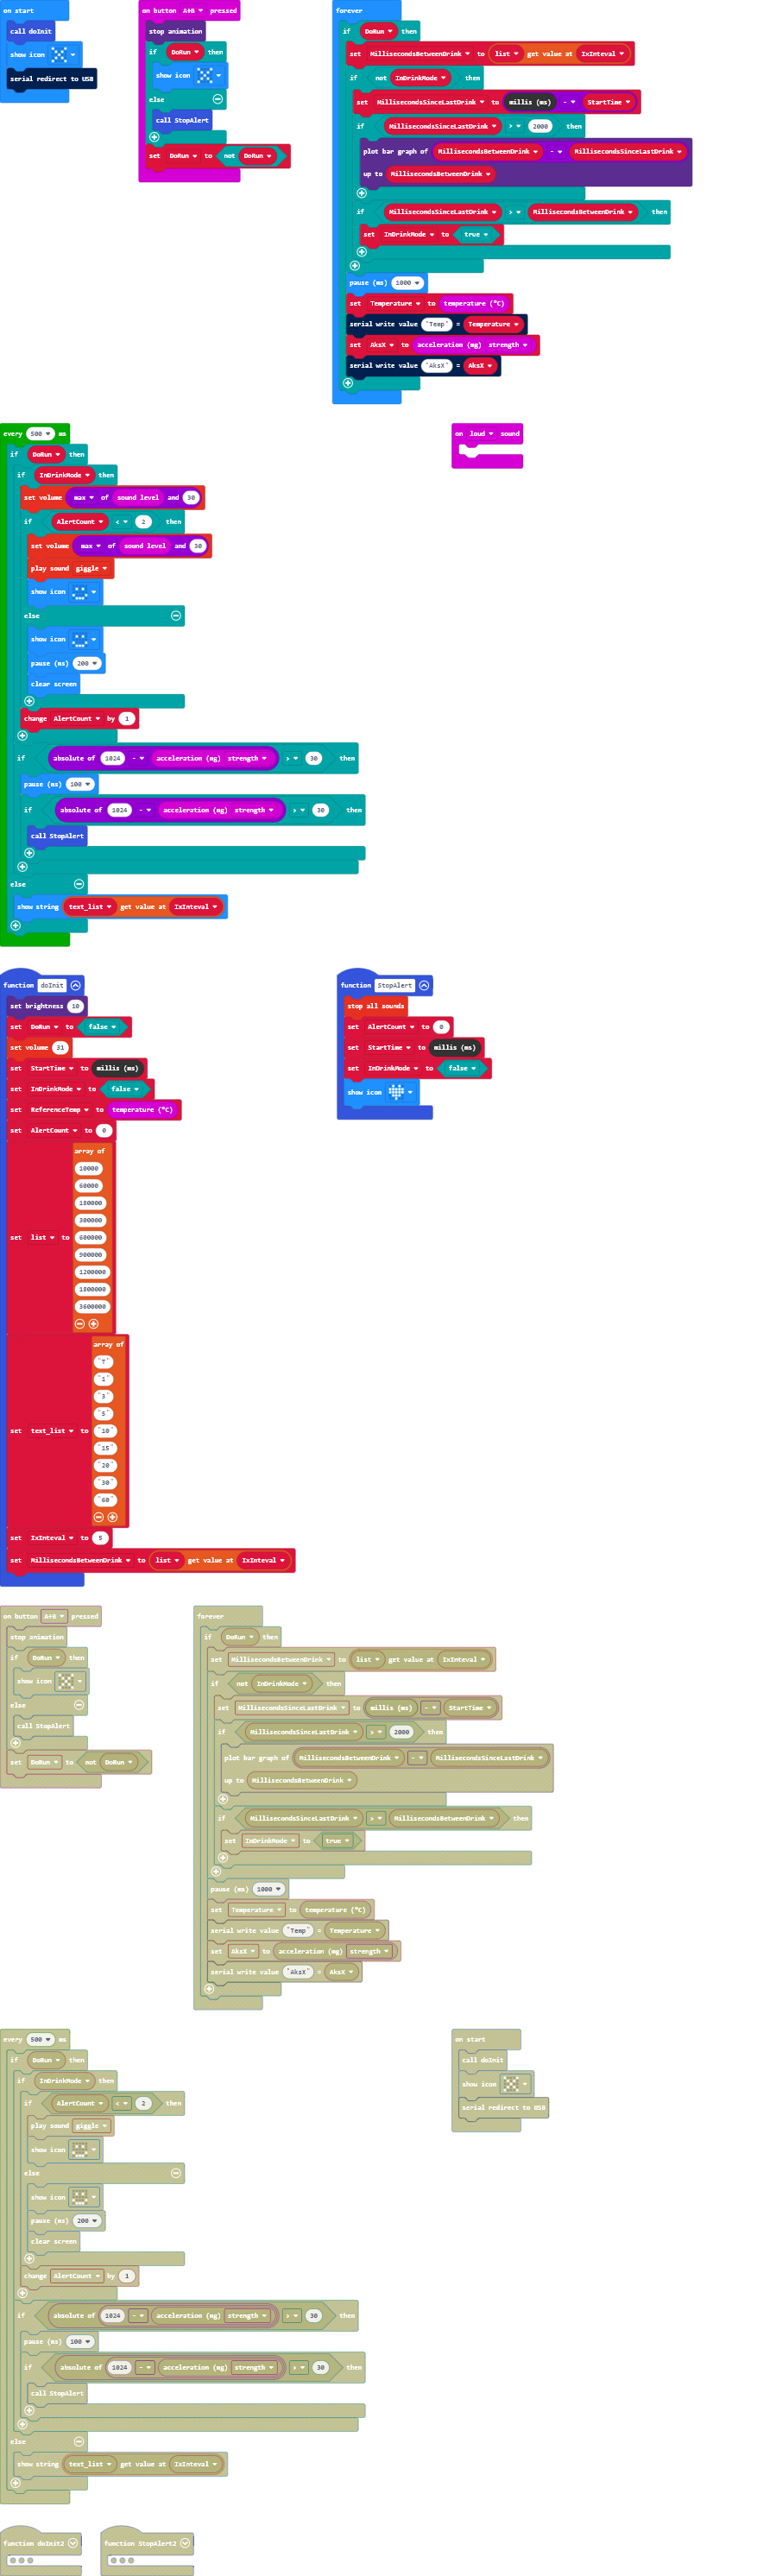 on start
call doInit
show icon
serial redirect to USB
on button A+B pressed
stop animation
if DoRun then
show icon
else
call StopAlert
set DoRun to not DoRun
forever
if DoRun then
set MillisecondsBetweenDrink to list get value at IxInteval
if not InDrinkMode then
set MillisecondsSinceLastDrink to millis (ms) - StartTime
if MillisecondsSinceLastDrink > 2000 then
plot bar graph of MillisecondsBetweenDrink - MillisecondsSinceLastDrink
up to MillisecondsBetweenDrink
if MillisecondsSinceLastDrink > MillisecondsBetweenDrink then
set InDrinkMode to true
pause (ms) 1000
set Temperature to temperature (°C)
serial write value "Temp" = Temperature
set AksX to acceleration (mg) strength
serial write value "AksX" = AksX
every 500 ms
if DoRun then
if InDrinkMode then
set volume max of sound level and 30
if AlertCount < 2 then
set volume max of sound level and 30
play sound giggle
show icon
else
show icon
pause (ms) 200
clear screen
change AlertCount by 1
if absolute of 1024 - acceleration (mg) strength > 30 then
pause (ms) 100
if absolute of 1024 - acceleration (mg) strength > 30 then
call StopAlert
else
show string text_list get value at IxInteval
on loud sound
function doInit
set brightness 10
set DoRun to false
set volume 31
set StartTime to millis (ms)
set InDrinkMode to false
set ReferenceTemp to temperature (°C)
set AlertCount to 0
set list to array of
10000
60000
180000
300000
600000
900000
1200000
1800000
3600000
set text_list to array of
"T"
"1"
"3"
"5"
"10"
"15"
"20"
"30"
"60"
set IxInteval to 5
set MillisecondsBetweenDrink to list get value at IxInteval
function StopAlert
stop all sounds
set AlertCount to 0
set StartTime to millis (ms)
set InDrinkMode to false
show icon
on button A+B pressed
stop animation
if DoRun then
show icon
else
call StopAlert
set DoRun to not DoRun
forever
if DoRun then
set MillisecondsBetweenDrink to list get value at IxInteval
if not InDrinkMode then
set MillisecondsSinceLastDrink to millis (ms) - StartTime
if MillisecondsSinceLastDrink > 2000 then
plot bar graph of MillisecondsBetweenDrink - MillisecondsSinceLastDrink
up to MillisecondsBetweenDrink
if MillisecondsSinceLastDrink > MillisecondsBetweenDrink then
set InDrinkMode to true
pause (ms) 1000
set Temperature to temperature (°C)
serial write value "Temp" = Temperature
set AksX to acceleration (mg) strength
serial write value "AksX" = AksX
every 500 ms
if DoRun then
if InDrinkMode then
if AlertCount < 2 then
play sound giggle
show icon
else
show icon
pause (ms) 200
clear screen
change AlertCount by 1
if absolute of 1024 - acceleration (mg) strength > 30 then
pause (ms) 100
if absolute of 1024 - acceleration (mg) strength > 30 then
call StopAlert
else
show string text_list get value at IxInteval
on start
call doInit
show icon
serial redirect to USB
function doInit2
function StopAlert2